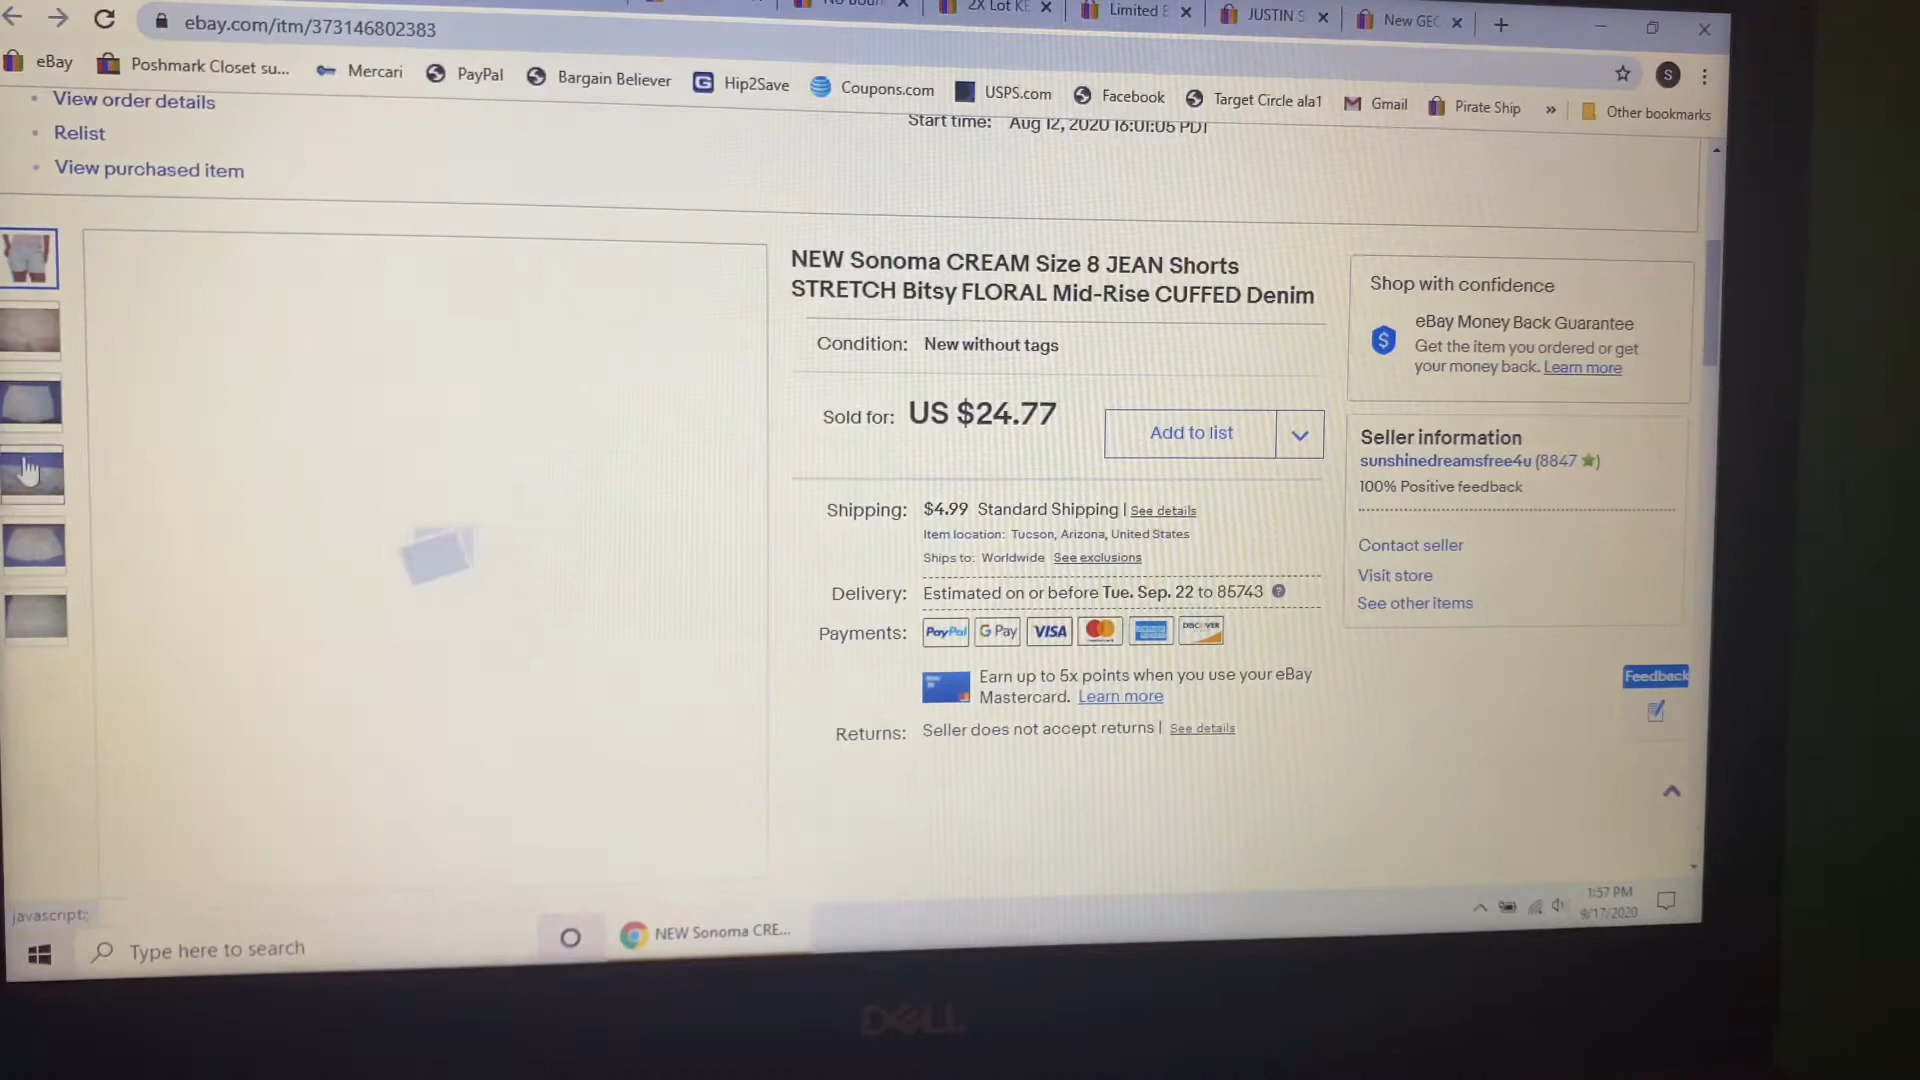 2X Lot KE
Limited E
JUSTIN S
New GEC
ebay.com/itm/373146802383
S
eBay
Poshmark Closet su...
Mercari
PayPal
Bargain Believer
Hip2Save
Coupons.com
USPS.com
Facebook
Target Circle ala1
Gmail
Pirate Ship
»
Other bookmarks
View order details
Relist
View purchased item
Start time: Aug 12, 2020 16:01:05 PDT
NEW Sonoma CREAM Size 8 JEAN Shorts
STRETCH Bitsy FLORAL Mid-Rise CUFFED Denim
Condition: New without tags
Sold for: US $24.77
Add to list
Shipping: $4.99 Standard Shipping | See details
Item location: Tucson, Arizona, United States
Ships to: Worldwide See exclusions
Delivery: Estimated on or before Tue. Sep. 22 to 85743
Payments: PayPal G Pay VISA DISCOVER
Earn up to 5x points when you use your eBay
Mastercard. Learn more
Returns: Seller does not accept returns | See details
Shop with confidence
eBay Money Back Guarantee
Get the item you ordered or get
your money back. Learn more
Seller information
sunshinedreamsfree4u (8847)
100% Positive feedback
Contact seller
Visit store
See other items
Feedback
javascript:;
Type here to search
NEW Sonoma CRE...
1:57 PM
9/17/2020
DELL